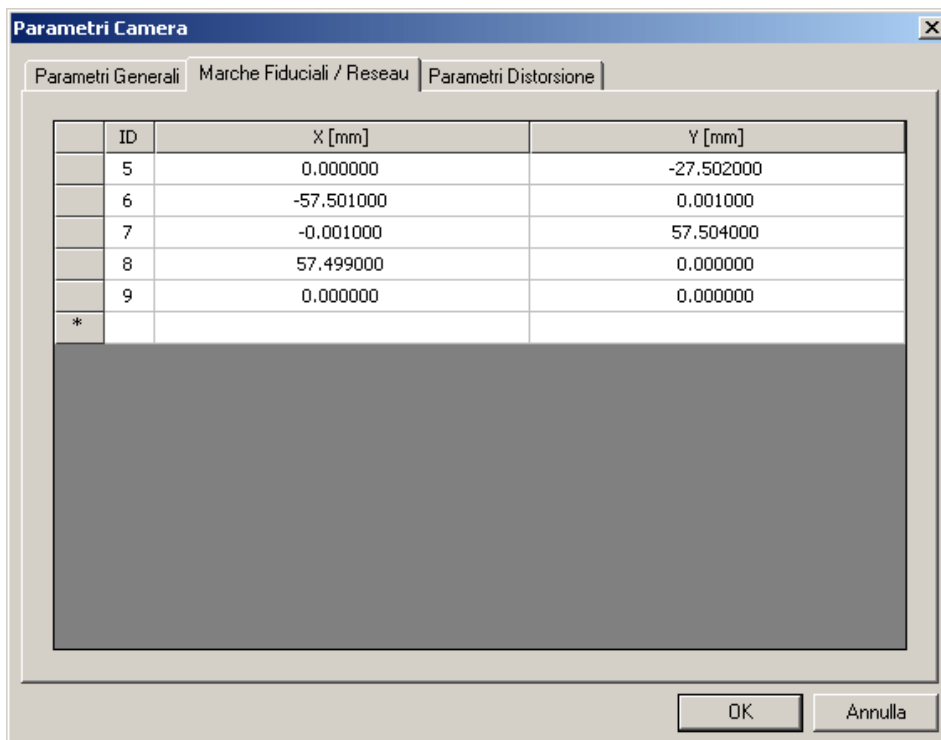 Parametri Camera
Parametri Generali Marche Fiduciali / Reseau Parametri Distorsione
ID X [mm] Y [mm]
5 0.000000 -27.502000
6 -57.501000 0.001000
7 -0.001000 57.504000
8 57.499000 0.000000
9 0.000000 0.000000
*
OK Annulla